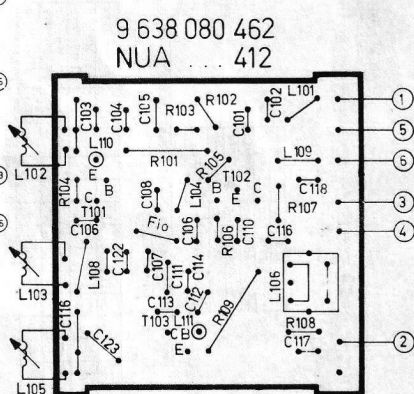 9 638 080 462
NUA ... 412
C103
C104
C105
R103
R102
C101
C102
L101
1
5
L110
L102
R101
R105
L109
6
E
B
R104
C
T101
C106
C108
L104
T102
B
E
C
R107
C118
3
Fio
C106
R106
C110
C116
4
L108
C122
C107
C111
C114
L103
C116
C113
C112
R109
L106
T103
L111
C B
E
R108
C117
2
C123
L105